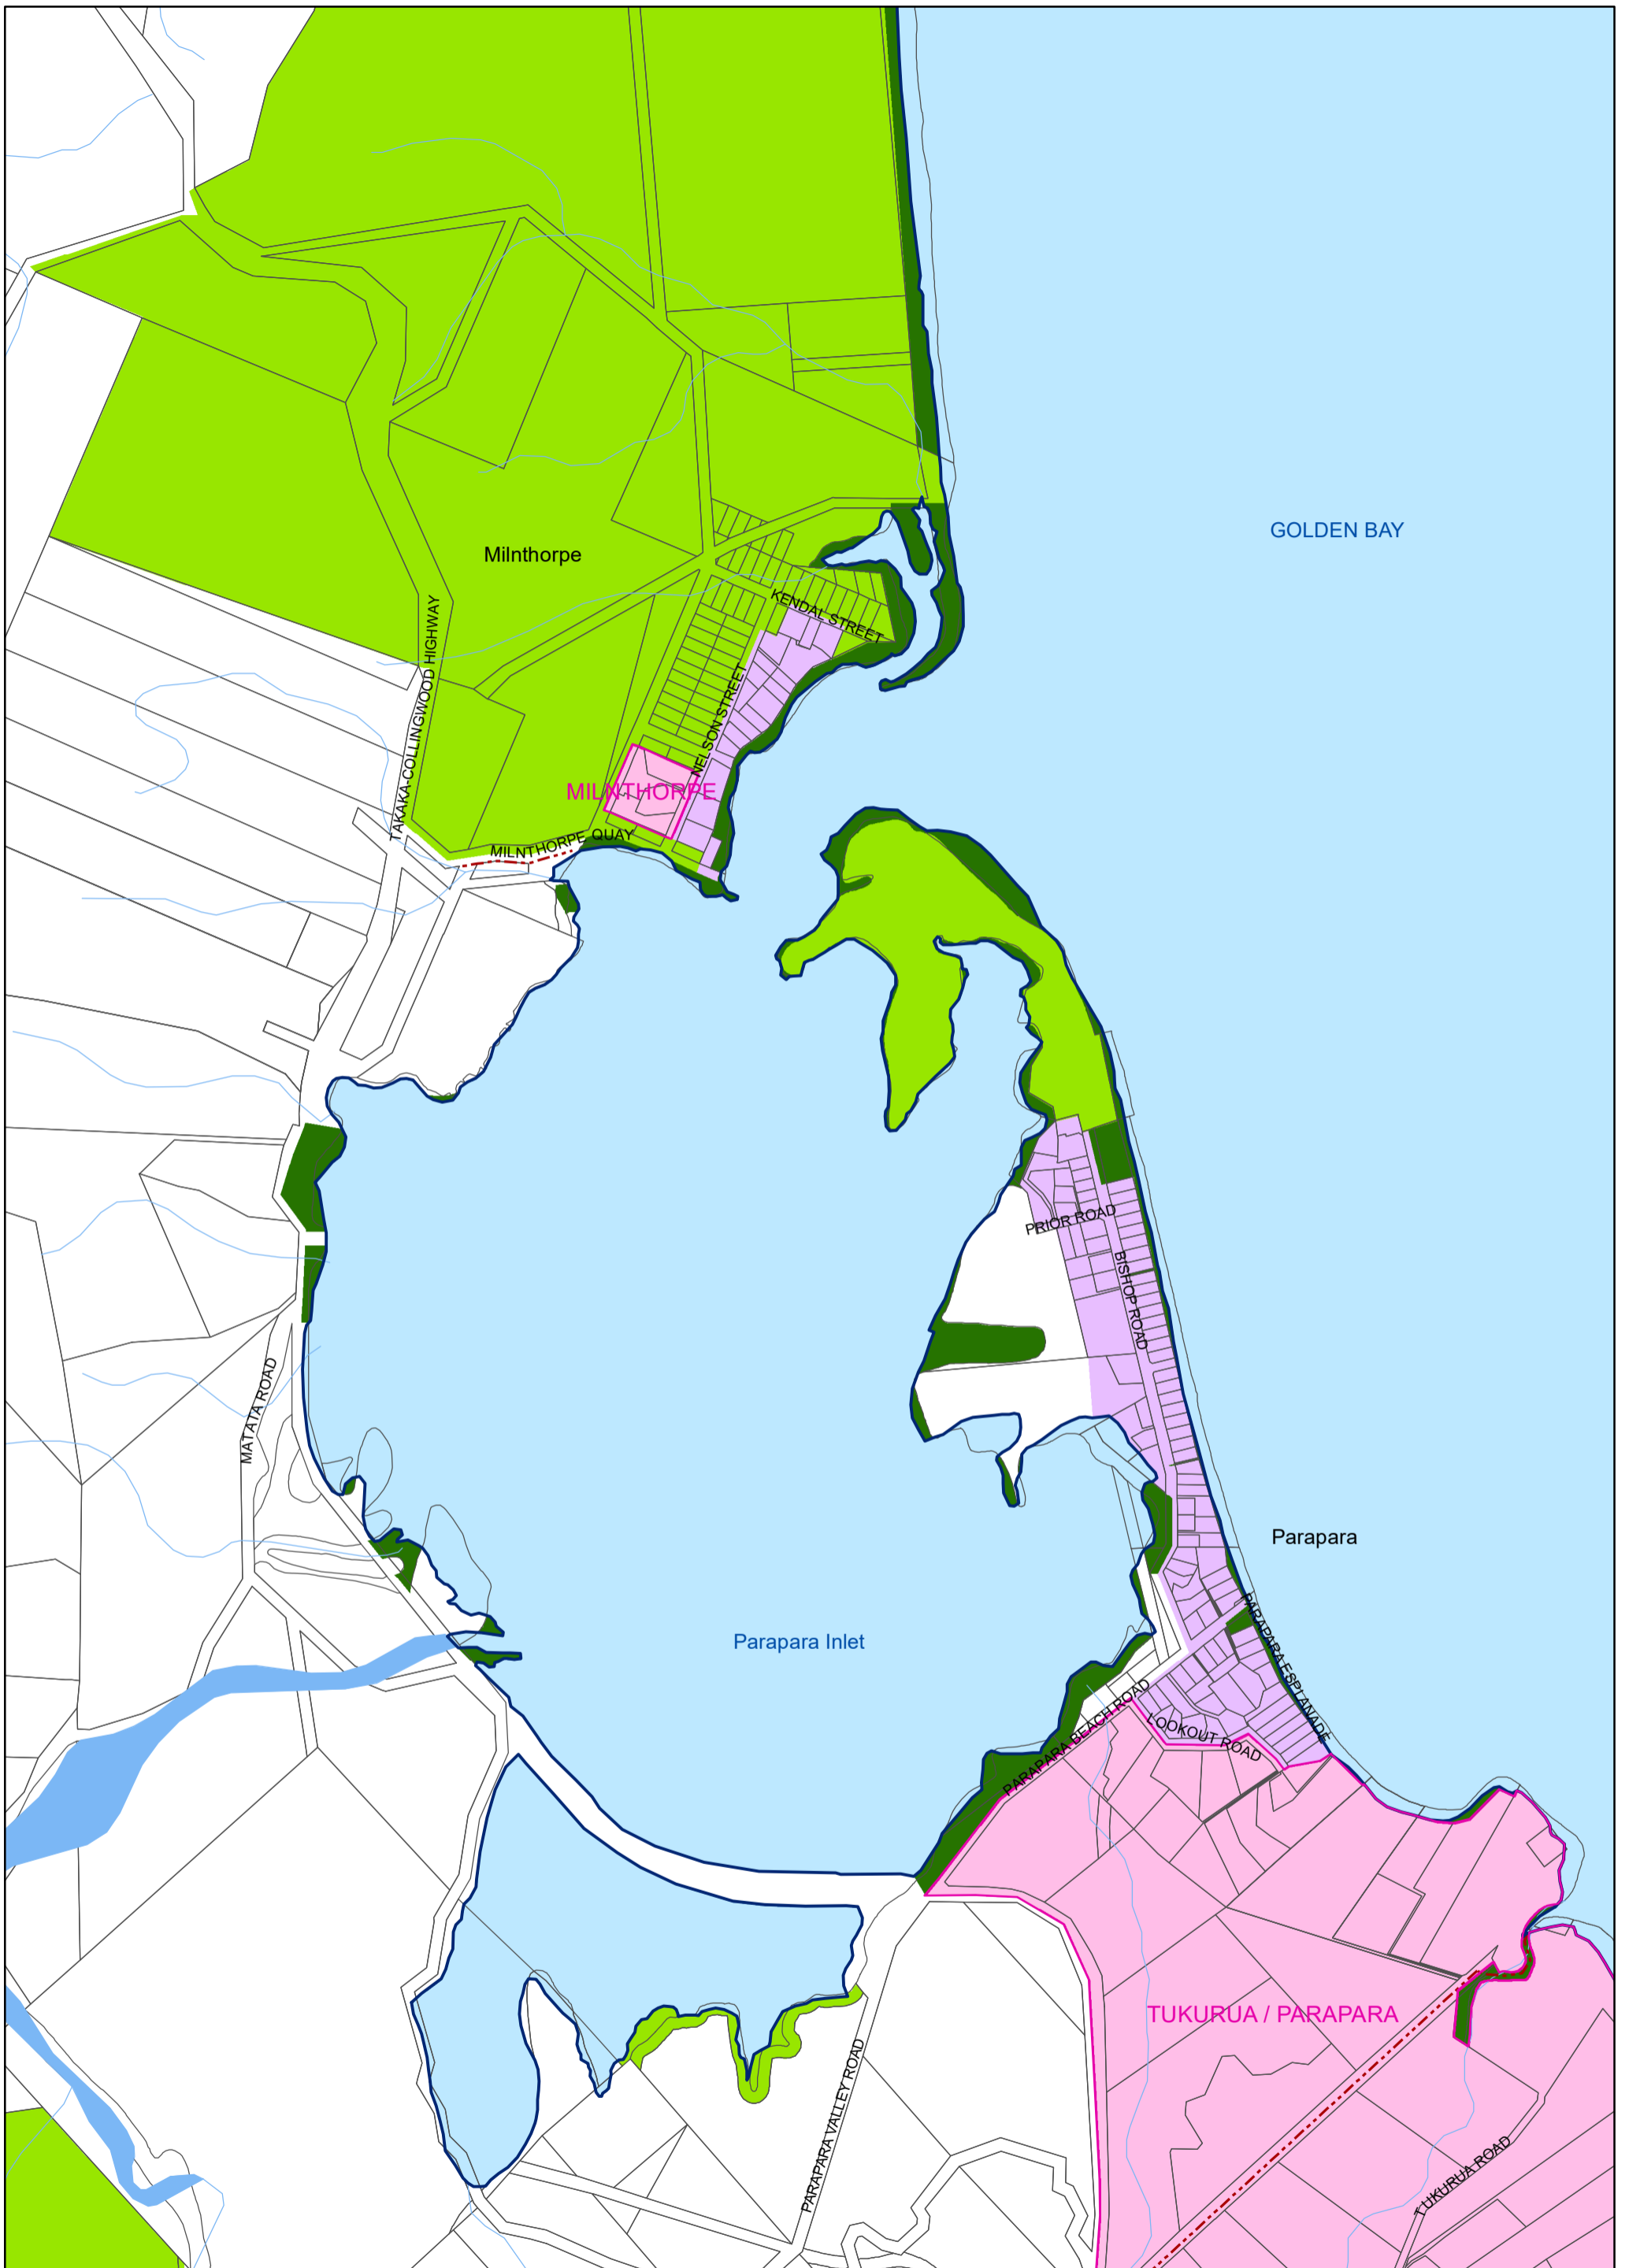 GOLDEN BAY
Milnthorpe
KENDAL STREET
TAKAKA-COLLINGWOOD HIGHWAY
NELSON STREET
MILNTHORPE
MILNTHORPE QUAY
PRIOR ROAD
BISHOP ROAD
MATATA ROAD
Parapara
Parapara Inlet
PARAPARA ESPLANADE
PARAPARA BEACH ROAD
LOOKOUT ROAD
TUKURUA / PARAPARA
PARAPARA VALLEY ROAD
TUKURUA ROAD